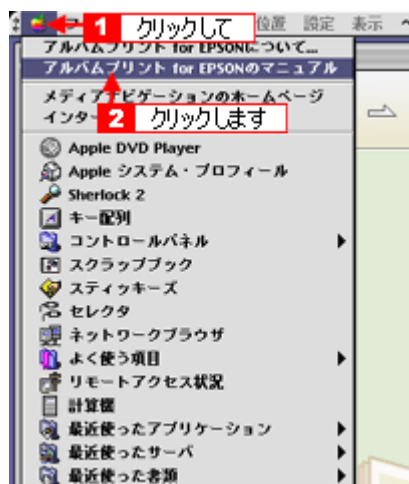 1 クリックして 位置 設定 表示
アルバムプリント for EPSONについて...
アルバムプリント for EPSONのマニュアル
メディアナビゲーションのホームページ
インター
2 クリックします
Apple DVD Player
Apple システム・プロフィール
Sherlock 2
キー配列
コントロールパネル
スクラップブック
スティッキーズ
セレクタ
ネットワークブラウザ
よく使う項目
リモートアクセス状況
計算機
最近使ったアプリケーション
最近使ったサーバ
最近使った書類